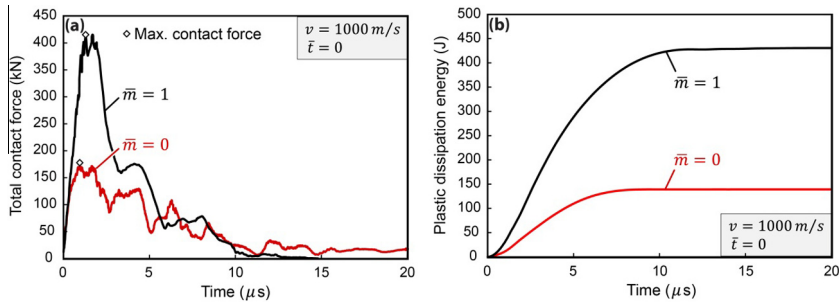 (a)
◇ Max. contact force
v = 1000 m/s
t̄ = 0
m̄ = 1
m̄ = 0
Total contact force (kN)
450
400
350
300
250
200
150
100
50
0
0 5 10 15 20
Time (μs)
(b)
m̄ = 1
m̄ = 0
v = 1000 m/s
t̄ = 0
Plastic dissipation energy (J)
500
450
400
350
300
250
200
150
100
50
0
0 5 10 15 20
Time (μs)